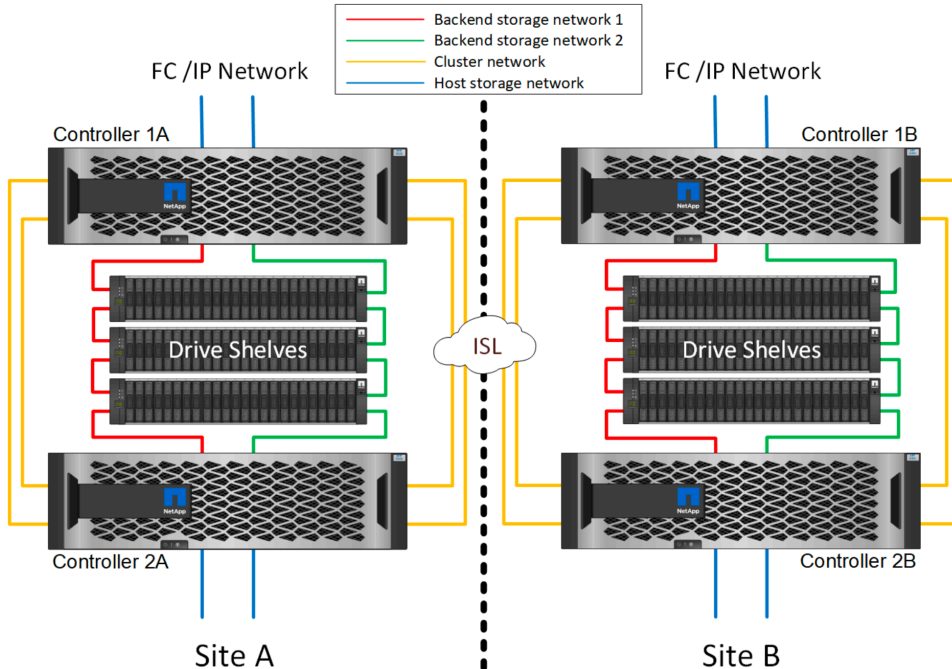 Backend storage network 1
Backend storage network 2
Cluster network
Host storage network
FC /IP Network
FC /IP Network
Controller 1A
Controller 1B
NetApp
NetApp
Drive Shelves
ISL
Drive Shelves
NetApp
NetApp
Controller 2A
Controller 2B
Site A
Site B